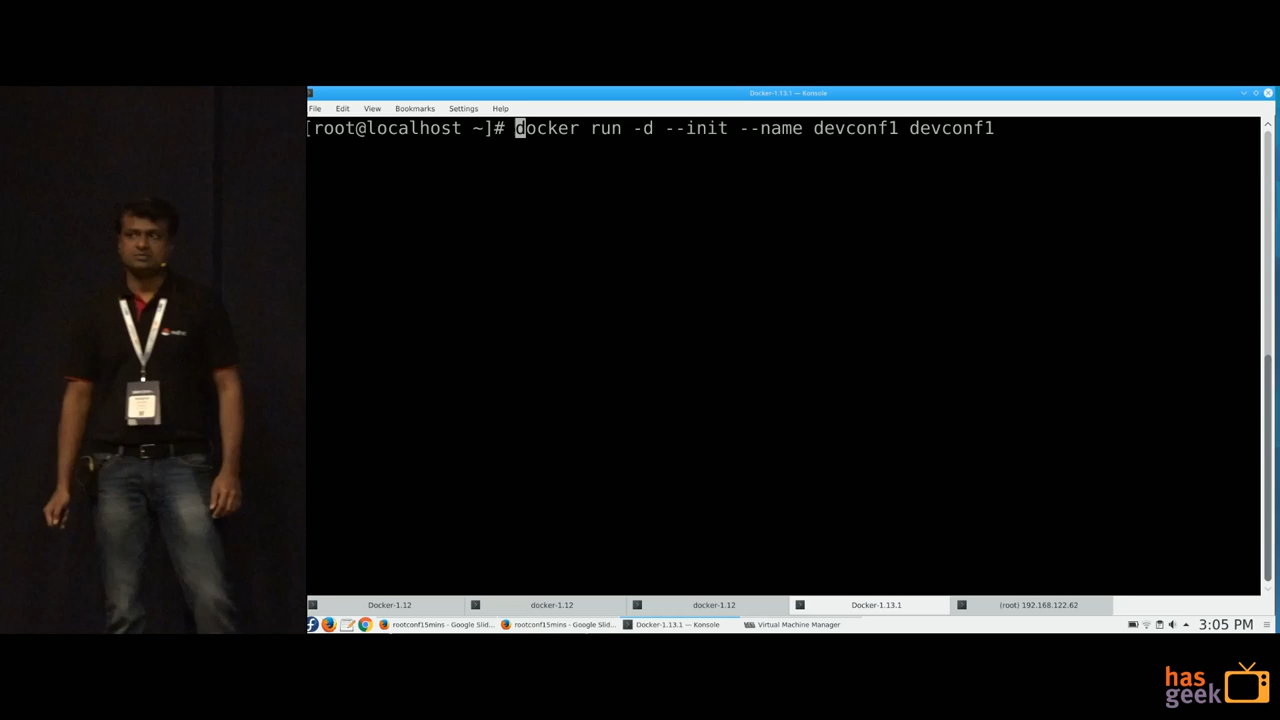 Docker-1.13.1 — Konsole
File Edit View Bookmarks Settings Help
[root@localhost ~]# docker run -d --init --name devconf1 devconf1
Docker-1.12 docker-1.12 docker-1.12 Docker-1.13.1 (root) 192.168.122.62
rootconf15mins - Google Slid... rootconf15mins - Google Slid... Docker-1.13.1 — Konsole Virtual Machine Manager 3:05 PM
has
geek